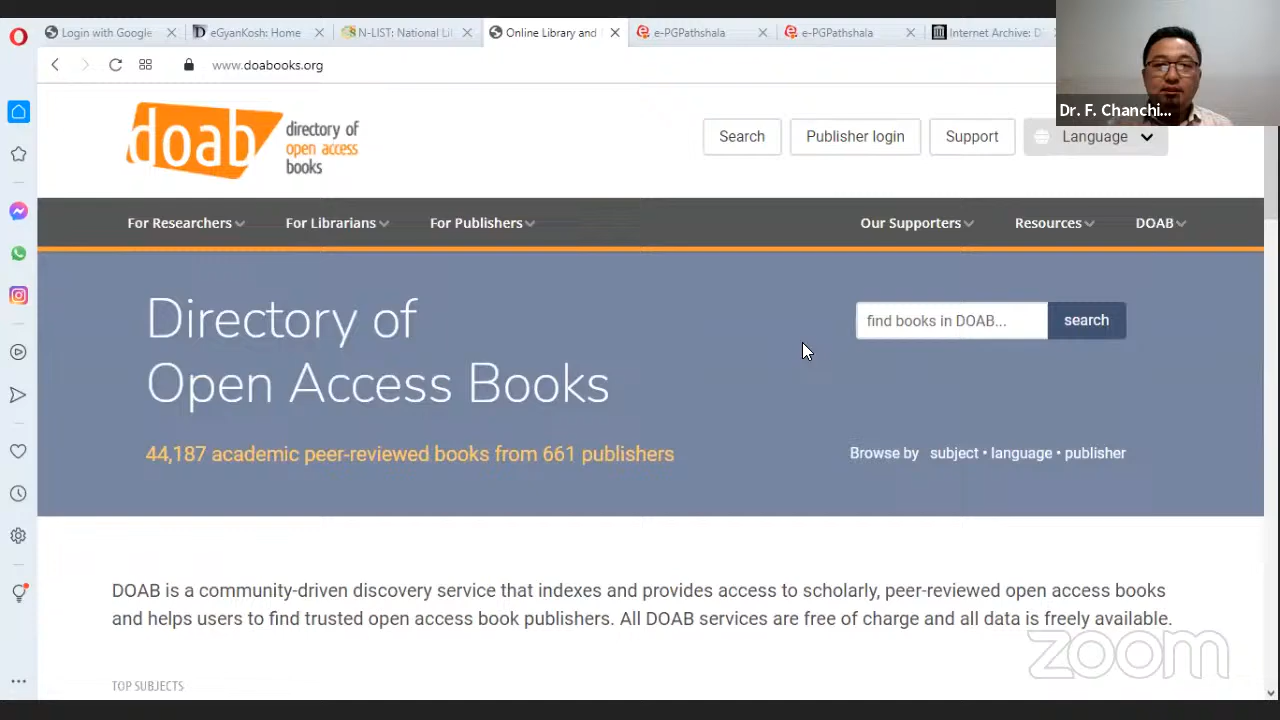 Login with Google
eGyanKosh: Home
N-LIST: National Li
Online Library and
e-PGPathshala
e-PGPathshala
Internet Archive: D
www.doabooks.org
Dr. F. Chanchi...
doab
directory of
open access
books
Search
Publisher login
Support
Language
For Researchers
For Librarians
For Publishers
Our Supporters
Resources
DOAB
Directory of
Open Access Books
find books in DOAB...
search
44,187 academic peer-reviewed books from 661 publishers
Browse by subject • language • publisher
DOAB is a community-driven discovery service that indexes and provides access to scholarly, peer-reviewed open access books
and helps users to find trusted open access book publishers. All DOAB services are free of charge and all data is freely available.
zoom
TOP SUBJECTS